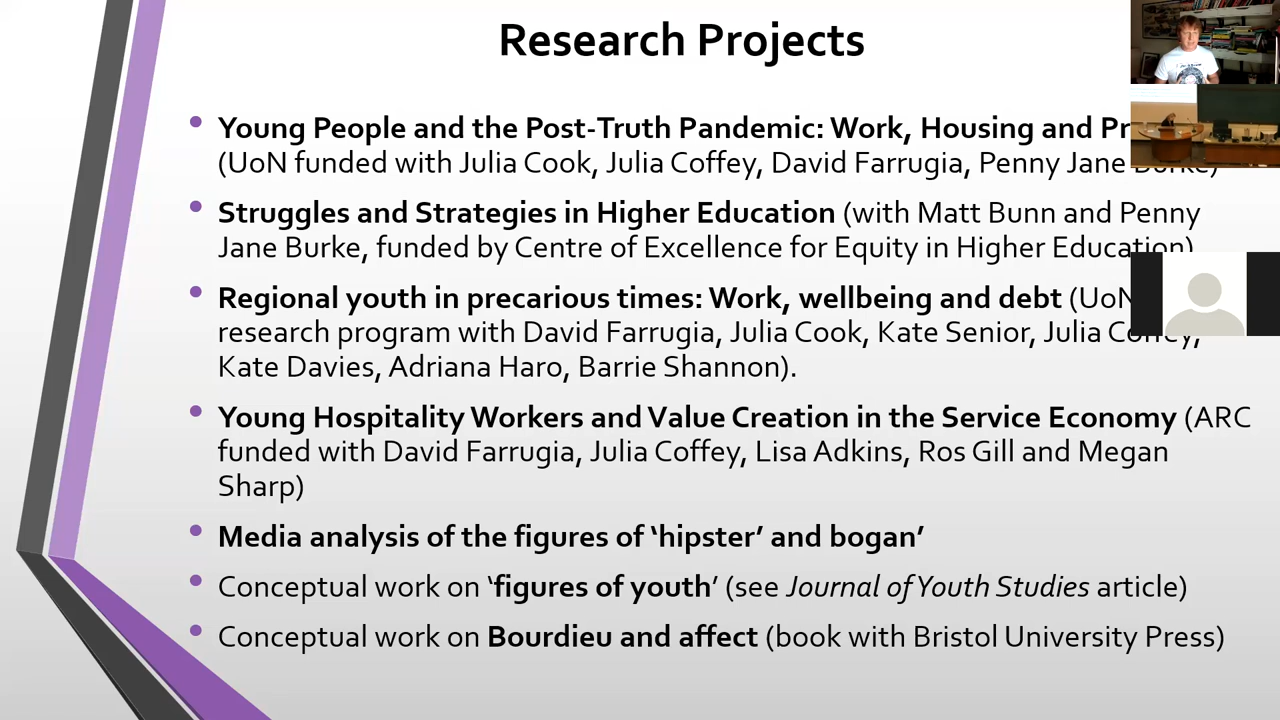 Research Projects
• Young People and the Post-Truth Pandemic: Work, Housing and Pr
(UoN funded with Julia Cook, Julia Coffey, David Farrugia, Penny Jane Burke)
• Struggles and Strategies in Higher Education (with Matt Bunn and Penny
Jane Burke, funded by Centre of Excellence for Equity in Higher Education)
• Regional youth in precarious times: Work, wellbeing and debt (UoN
research program with David Farrugia, Julia Cook, Kate Senior, Julia Coffey,
Kate Davies, Adriana Haro, Barrie Shannon).
• Young Hospitality Workers and Value Creation in the Service Economy (ARC
funded with David Farrugia, Julia Coffey, Lisa Adkins, Ros Gill and Megan
Sharp)
• Media analysis of the figures of ‘hipster’ and bogan’
• Conceptual work on ‘figures of youth’ (see Journal of Youth Studies article)
• Conceptual work on Bourdieu and affect (book with Bristol University Press)